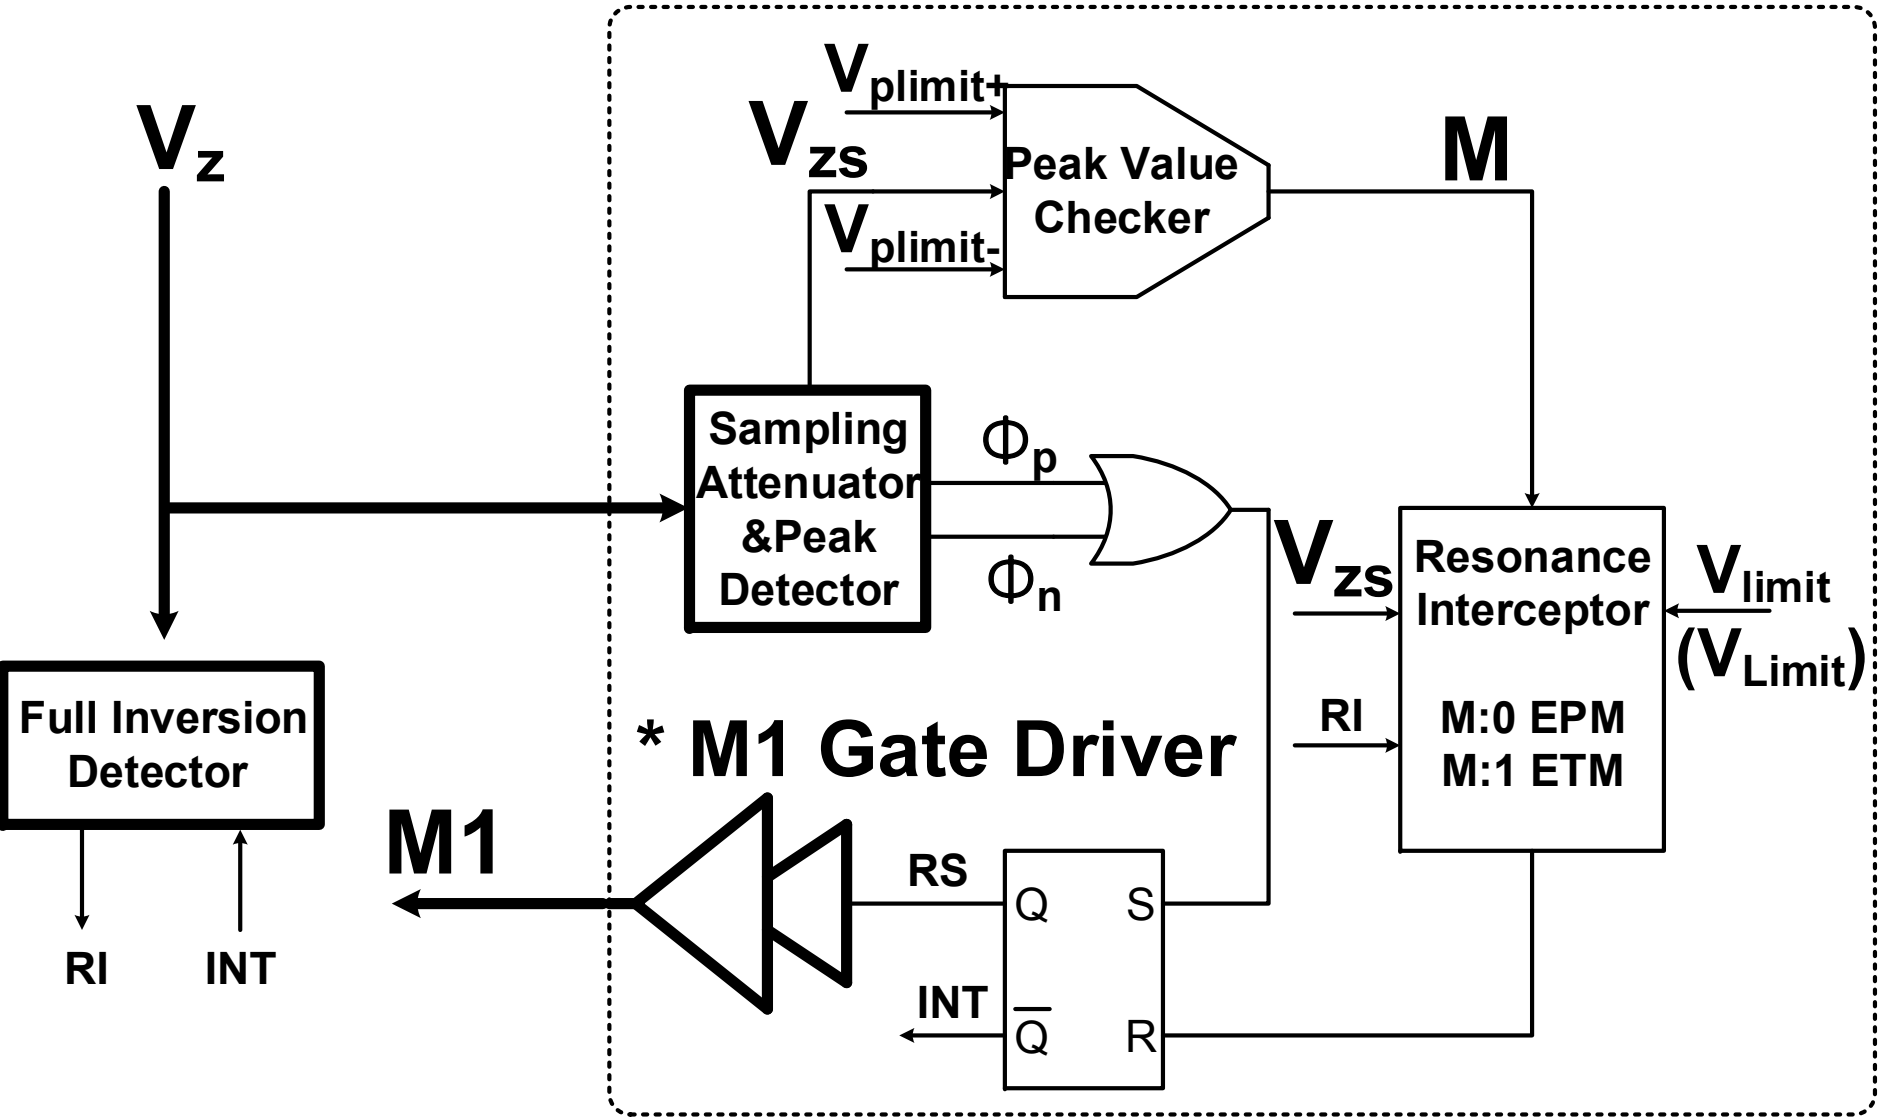 Vplimit+
Vz
Vzs
Peak Value
Checker
M
Vplimit-
Sampling
Attenuator
&Peak
Detector
Φp
Φn
Vzs
Resonance
Interceptor
Vlimit
(VLimit)
RI
M:0 EPM
M:1 ETM
Full Inversion
Detector
* M1 Gate Driver
M1
RS
Q
S
RI
INT
INT
Q̅
R